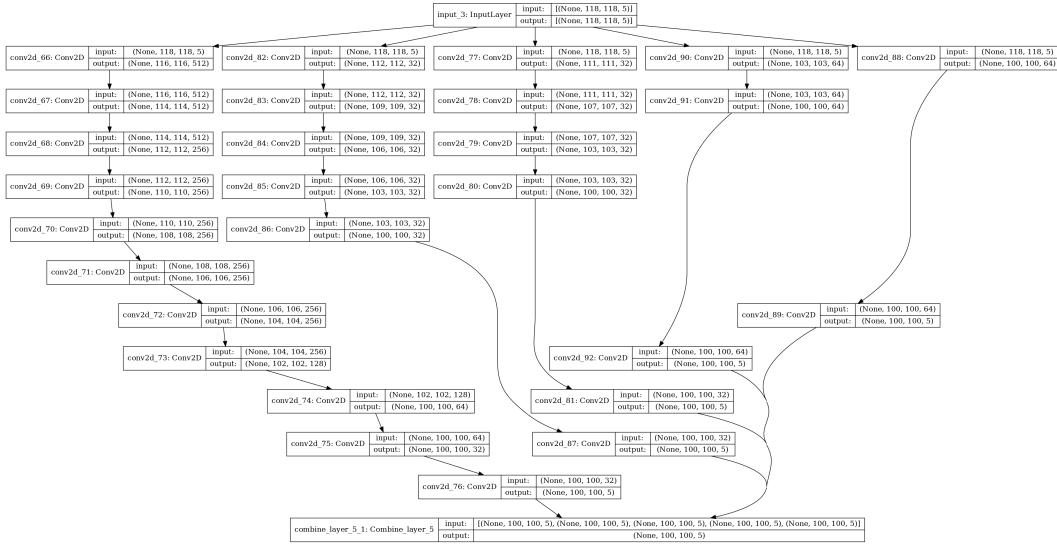 input_3: InputLayer input: [(None, 118, 118, 5)]
output: [(None, 118, 118, 5)]
conv2d_66: Conv2D input: (None, 118, 118, 5)
output: (None, 116, 116, 512)
conv2d_82: Conv2D input: (None, 118, 118, 5)
output: (None, 112, 112, 32)
conv2d_77: Conv2D input: (None, 118, 118, 5)
output: (None, 111, 111, 32)
conv2d_90: Conv2D input: (None, 118, 118, 5)
output: (None, 103, 103, 64)
conv2d_88: Conv2D input: (None, 118, 118, 5)
output: (None, 100, 100, 64)
conv2d_67: Conv2D input: (None, 116, 116, 512)
output: (None, 114, 114, 512)
conv2d_83: Conv2D input: (None, 112, 112, 32)
output: (None, 109, 109, 32)
conv2d_78: Conv2D input: (None, 111, 111, 32)
output: (None, 107, 107, 32)
conv2d_91: Conv2D input: (None, 103, 103, 64)
output: (None, 100, 100, 64)
conv2d_68: Conv2D input: (None, 114, 114, 512)
output: (None, 112, 112, 256)
conv2d_84: Conv2D input: (None, 109, 109, 32)
output: (None, 106, 106, 32)
conv2d_79: Conv2D input: (None, 107, 107, 32)
output: (None, 103, 103, 32)
conv2d_69: Conv2D input: (None, 112, 112, 256)
output: (None, 110, 110, 256)
conv2d_85: Conv2D input: (None, 106, 106, 32)
output: (None, 103, 103, 32)
conv2d_80: Conv2D input: (None, 103, 103, 32)
output: (None, 100, 100, 32)
conv2d_70: Conv2D input: (None, 110, 110, 256)
output: (None, 108, 108, 256)
conv2d_86: Conv2D input: (None, 103, 103, 32)
output: (None, 100, 100, 32)
conv2d_71: Conv2D input: (None, 108, 108, 256)
output: (None, 106, 106, 256)
conv2d_72: Conv2D input: (None, 106, 106, 256)
output: (None, 104, 104, 256)
conv2d_89: Conv2D input: (None, 100, 100, 64)
output: (None, 100, 100, 5)
conv2d_73: Conv2D input: (None, 104, 104, 256)
output: (None, 102, 102, 128)
conv2d_92: Conv2D input: (None, 100, 100, 64)
output: (None, 100, 100, 5)
conv2d_74: Conv2D input: (None, 102, 102, 128)
output: (None, 100, 100, 64)
conv2d_81: Conv2D input: (None, 100, 100, 32)
output: (None, 100, 100, 5)
conv2d_75: Conv2D input: (None, 100, 100, 64)
output: (None, 100, 100, 32)
conv2d_87: Conv2D input: (None, 100, 100, 32)
output: (None, 100, 100, 5)
conv2d_76: Conv2D input: (None, 100, 100, 32)
output: (None, 100, 100, 5)
combine_layer_5_1: Combine_layer_5 input: [(None, 100, 100, 5), (None, 100, 100, 5), (None, 100, 100, 5), (None, 100, 100, 5), (None, 100, 100, 5)]
output: (None, 100, 100, 5)